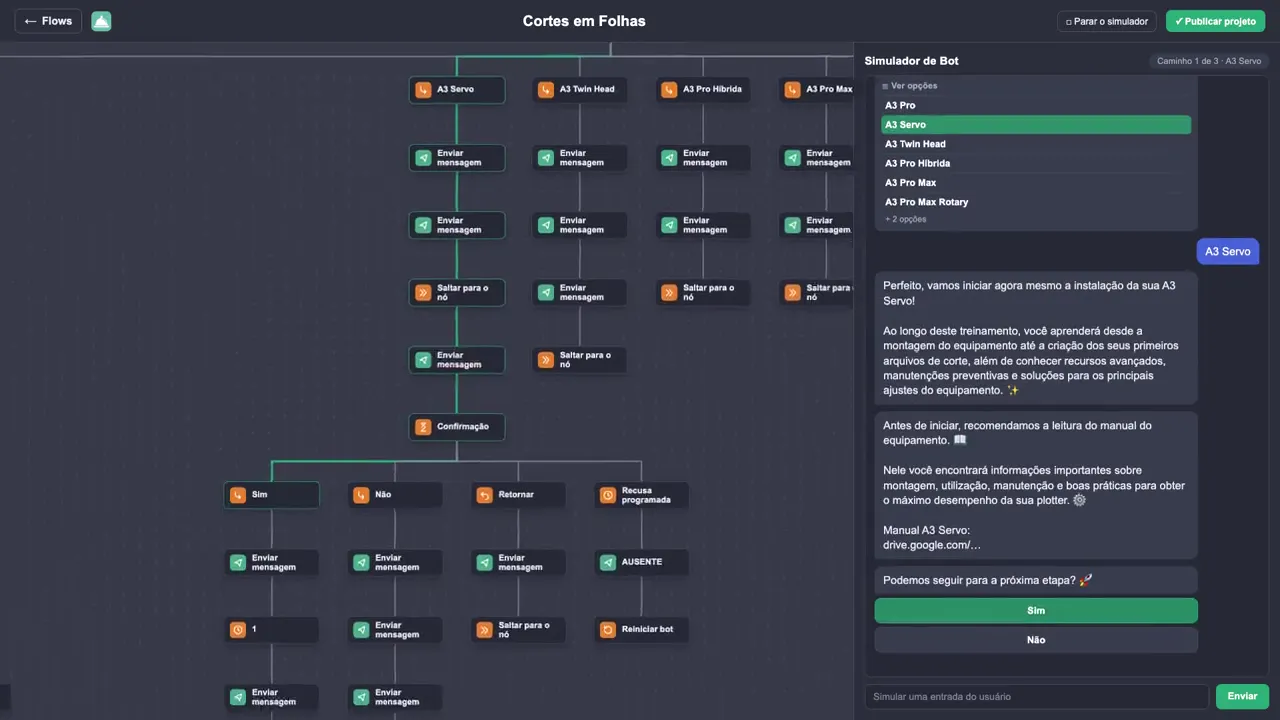 ← Flows
Cortes em Folhas
Parar o simulador
✓ Publicar projeto
Simulador de Bot
Caminho 1 de 3 · A3 Servo
A3 Servo
A3 Twin Head
A3 Pro Híbrida
A3 Pro Max
Enviar
mensagem
Enviar
mensagem
Enviar
mensagem
Enviar
mensagem
Enviar
mensagem
Enviar
mensagem
Enviar
mensagem
Enviar
mensagem
Saltar para o
nó
Enviar
mensagem
Saltar para o
nó
Saltar para o
nó
Enviar
mensagem
Saltar para o
nó
Confirmação
Sim
Não
Retornar
Recusa
programada
Enviar
mensagem
Enviar
mensagem
Enviar
mensagem
AUSENTE
1
Enviar
mensagem
Saltar para o
nó
Reiniciar bot
Enviar
mensagem
Enviar
mensagem
Ver opções
A3 Pro
A3 Servo
A3 Twin Head
A3 Pro Híbrida
A3 Pro Max
A3 Pro Max Rotary
+ 2 opções
A3 Servo
Perfeito, vamos iniciar agora mesmo a instalação da sua A3
Servo!
Ao longo deste treinamento, você aprenderá desde a
montagem do equipamento até a criação dos seus primeiros
arquivos de corte, além de conhecer recursos avançados,
manutenções preventivas e soluções para os principais
ajustes do equipamento. ✨
Antes de iniciar, recomendamos a leitura do manual do
equipamento. 📖
Nele você encontrará informações importantes sobre
montagem, utilização, manutenção e boas práticas para obter
o máximo desempenho da sua plotter. ⚙️
Manual A3 Servo:
drive.google.com/…
Podemos seguir para a próxima etapa? 🚀
Sim
Não
Simular uma entrada do usuário
Enviar